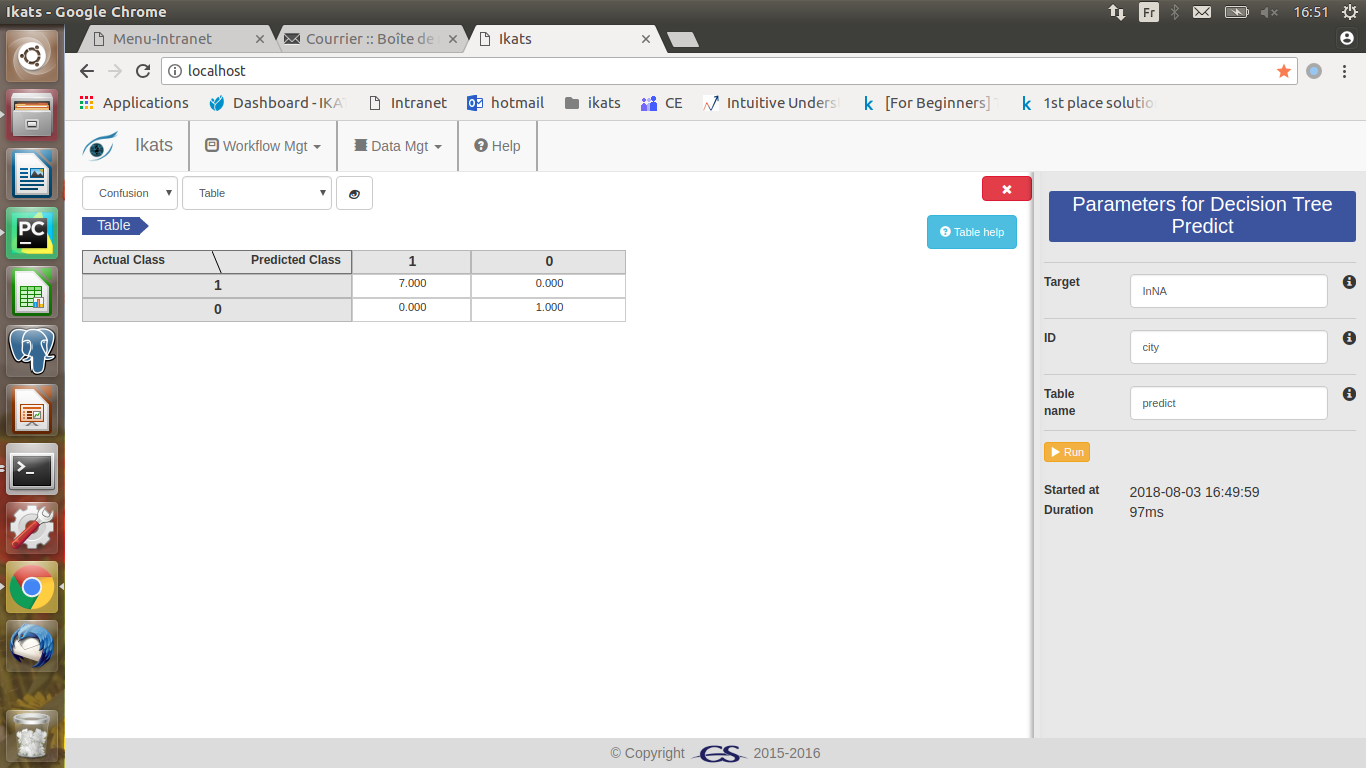 Ikats - Google Chrome
Fr
16:51
Menu-Intranet
Courrier :: Boîte de
Ikats
localhost
Applications
Dashboard - IKA
Intranet
hotmail
ikats
CE
Intuitive Unders
[For Beginners]
1st place solutio
Ikats
Workflow Mgt
Data Mgt
Help
Confusion
Table
Table
Table help
Actual Class
Predicted Class
1
0
1
7.000
0.000
0
0.000
1.000
Parameters for Decision Tree
Predict
Target
InNA
ID
city
Table
name
predict
Run
Started at
2018-08-03 16:49:59
Duration
97ms
© Copyright CS 2015-2016